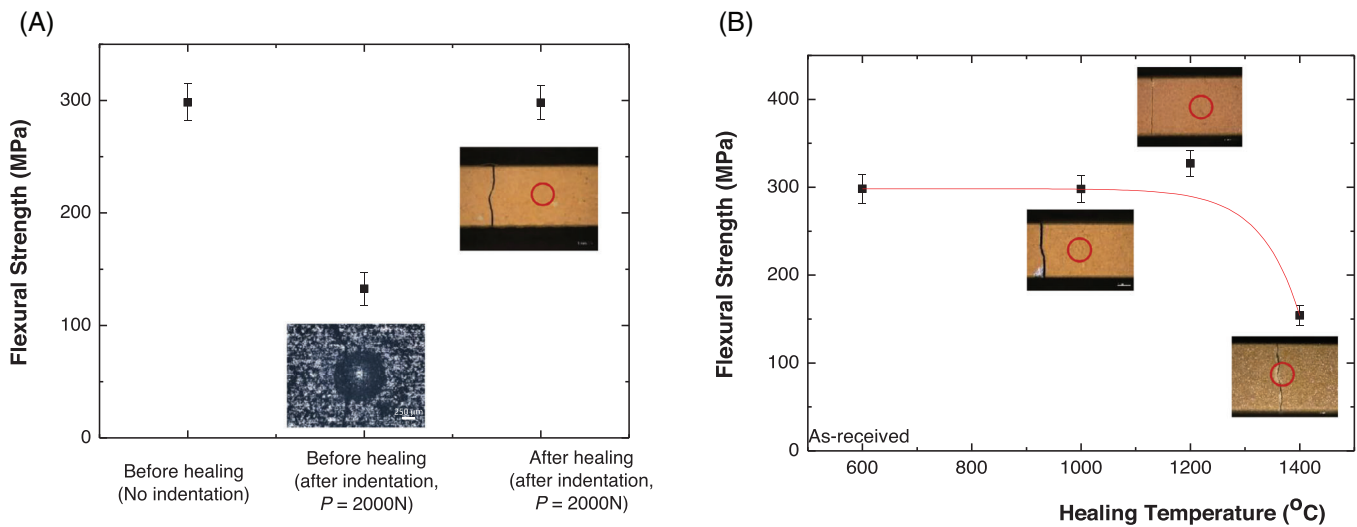 (A)
Flexural Strength (MPa)
300
200
100
0
250 µm
Before healing
(No indentation)
Before healing
(after indentation,
P = 2000N)
After healing
(after indentation,
P = 2000N)
(B)
Flexural Strength (MPa)
400
300
200
100
0
As-received
600
800
1000
1200
1400
Healing Temperature (°C)